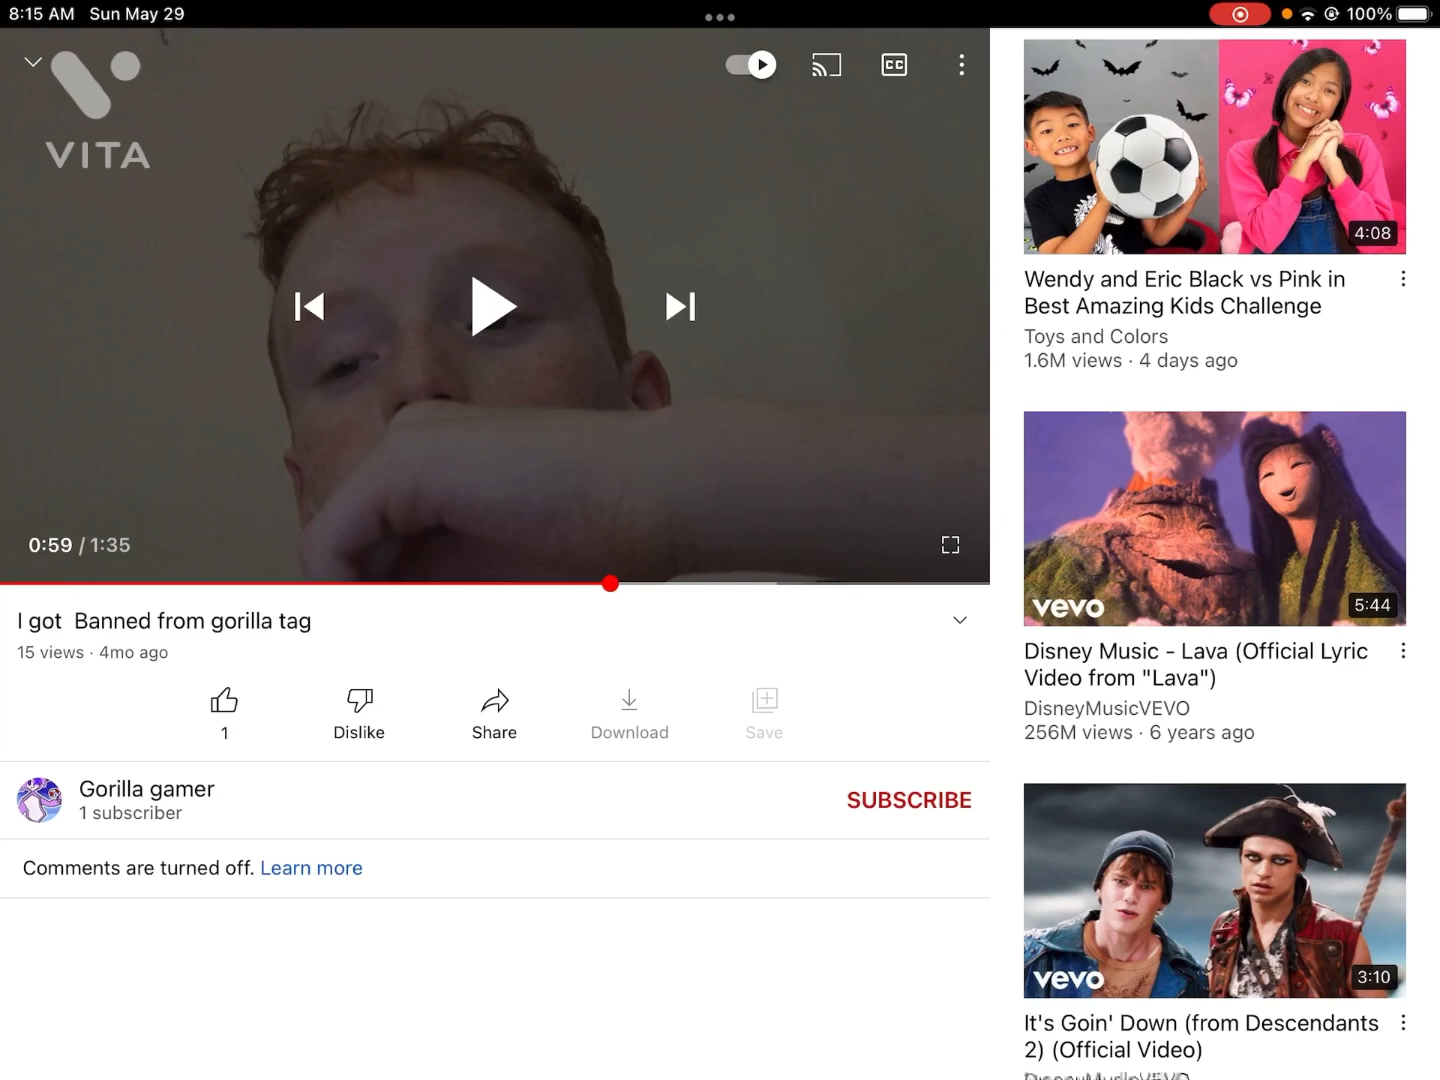 8:15 AM Sun May 29
100%
VITA
CC
0:59 / 1:35
I got Banned from gorilla tag
15 views · 4mo ago
1
Dislike
Share
Download
Save
Gorilla gamer
1 subscriber
SUBSCRIBE
Comments are turned off. Learn more
4:08
Wendy and Eric Black vs Pink in
Best Amazing Kids Challenge
Toys and Colors
1.6M views · 4 days ago
vevo
5:44
Disney Music - Lava (Official Lyric
Video from "Lava")
DisneyMusicVEVO
256M views · 6 years ago
vevo
3:10
It's Goin' Down (from Descendants
2) (Official Video)